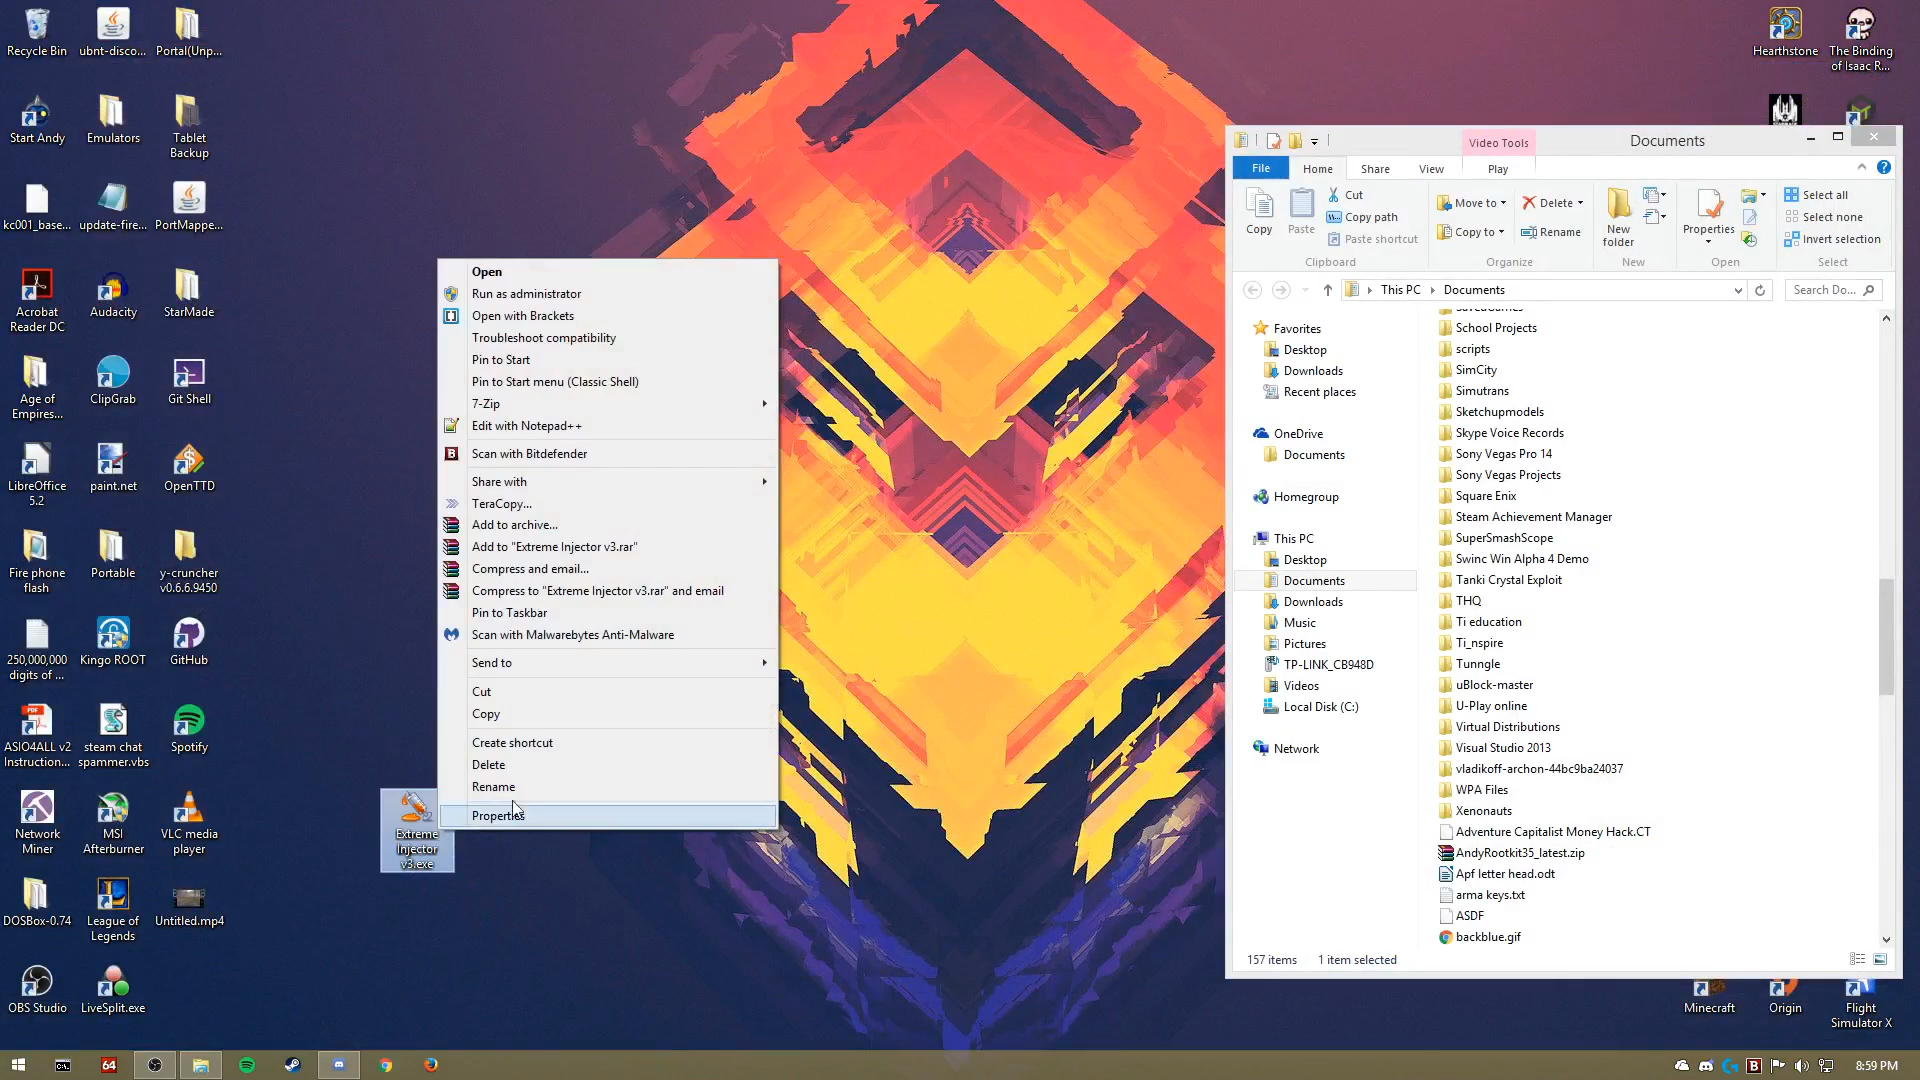 Recycle Bin
ubnt-disco...
Portal(Unp...
Start Andy
Emulators
Tablet
Backup
kc001_base...
update-fire...
PortMappe...
Acrobat
Reader DC
Audacity
StarMade
Age of
Empires...
ClipGrab
Git Shell
LibreOffice
5.2
paint.net
OpenTTD
Fire phone
flash
Portable
y-cruncher
v0.6.6.9450
250,000,000
digits of ...
Kingo ROOT
GitHub
ASIO4ALL v2
Instruction...
steam chat
spammer.vbs
Spotify
Network
Miner
MSI
Afterburner
VLC media
player
DOSBox-0.74
League of
Legends
Untitled.mp4
OBS Studio
LiveSplit.exe
Extreme
Injector
v3.exe
Open
Run as administrator
Open with Brackets
Troubleshoot compatibility
Pin to Start
Pin to Start menu (Classic Shell)
7-Zip
Edit with Notepad++
Scan with Bitdefender
Share with
TeraCopy...
Add to archive...
Add to "Extreme Injector v3.rar"
Compress and email...
Compress to "Extreme Injector v3.rar" and email
Pin to Taskbar
Scan with Malwarebytes Anti-Malware
Send to
Cut
Copy
Create shortcut
Delete
Rename
Properties
Hearthstone
The Binding
of Isaac R...
Video Tools
Documents
File
Home
Share
View
Play
Copy
Paste
Cut
Copy path
Paste shortcut
Clipboard
Move to
Copy to
Delete
Rename
Organize
New
folder
New
Properties
Open
Select all
Select none
Invert selection
Select
This PC
Documents
Search Do...
Favorites
Desktop
Downloads
Recent places
OneDrive
Documents
Homegroup
This PC
Desktop
Documents
Downloads
Music
Pictures
TP-LINK_CB948D
Videos
Local Disk (C:)
Network
SavedGames
School Projects
scripts
SimCity
Simutrans
Sketchupmodels
Skype Voice Records
Sony Vegas Pro 14
Sony Vegas Projects
Square Enix
Steam Achievement Manager
SuperSmashScope
Swinc Win Alpha 4 Demo
Tanki Crystal Exploit
THQ
Ti education
Ti_nspire
Tunngle
uBlock-master
U-Play online
Virtual Distributions
Visual Studio 2013
vladikoff-archon-44bc9ba24037
WPA Files
Xenonauts
Adventure Capitalist Money Hack.CT
AndyRootkit35_latest.zip
Apf letter head.odt
arma keys.txt
ASDF
backblue.gif
157 items
1 item selected
Minecraft
Origin
Flight
Simulator X
64
8:59 PM